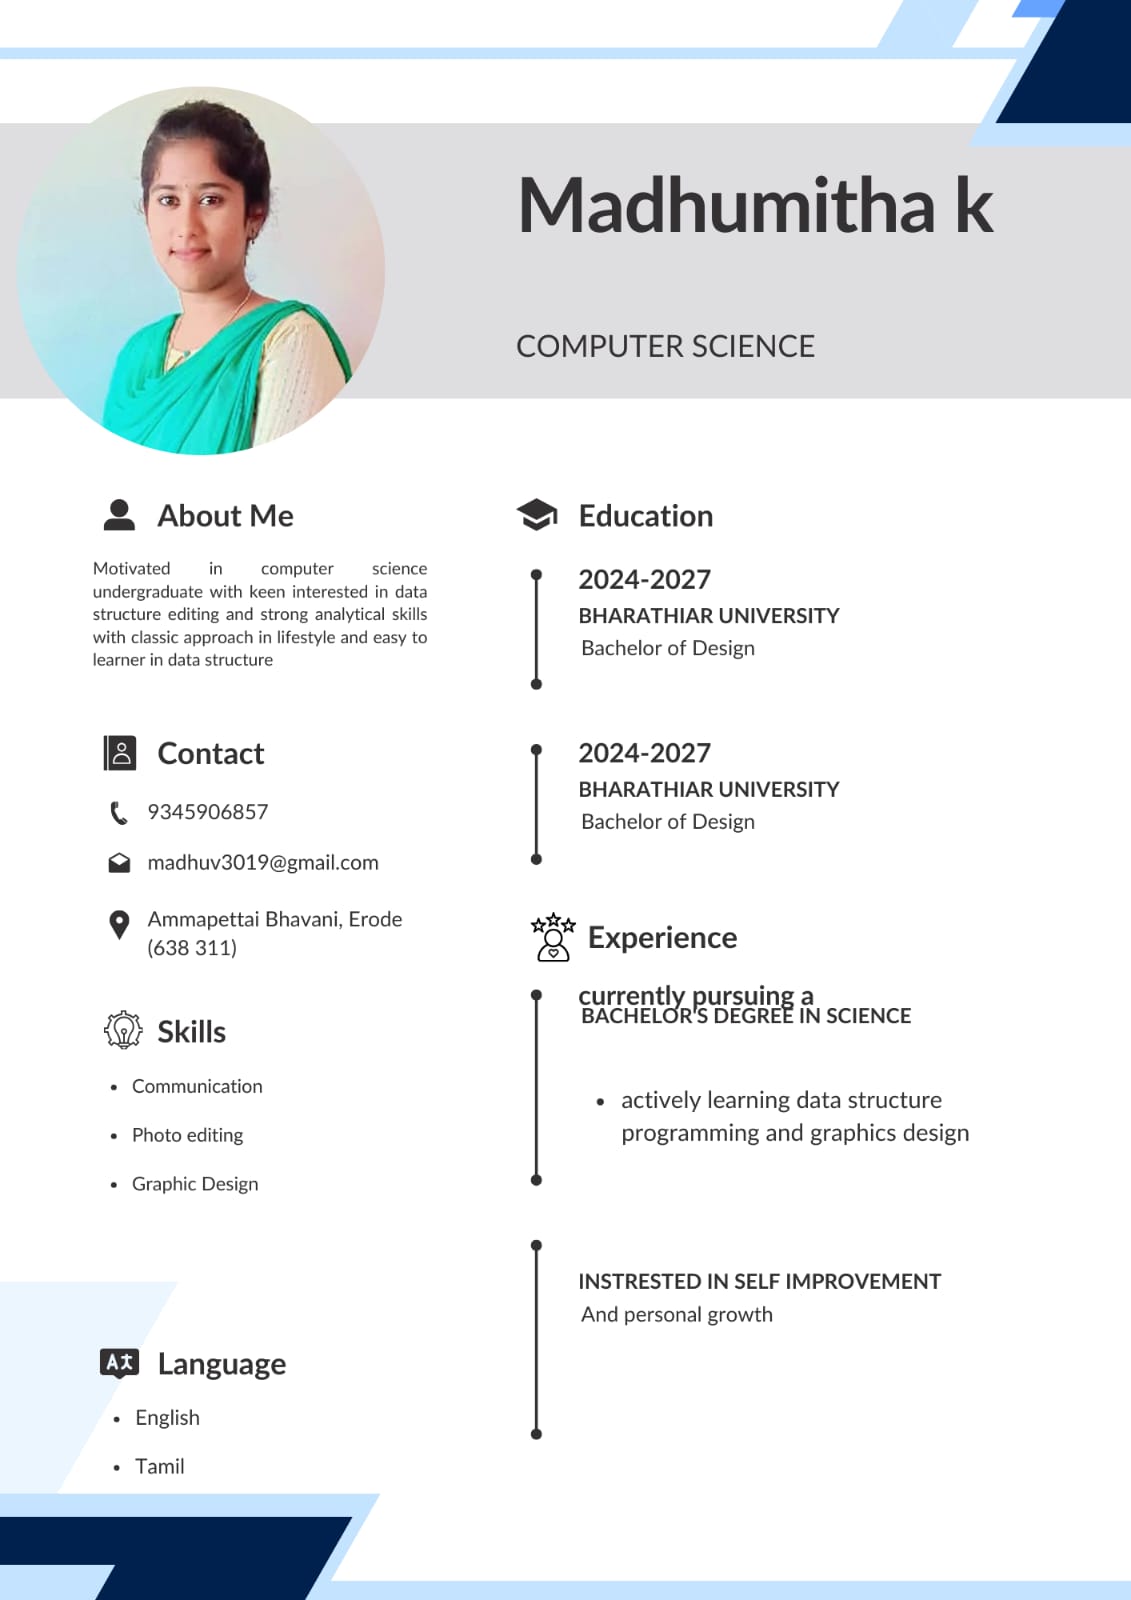 Madhumitha k
COMPUTER SCIENCE
About Me
Motivated in computer science
undergraduate with keen interested in data
structure editing and strong analytical skills
with classic approach in lifestyle and easy to
learner in data structure
Contact
9345906857
madhuv3019@gmail.com
Ammapettai Bhavani, Erode
(638 311)
Skills
• Communication
• Photo editing
• Graphic Design
Language
• English
• Tamil
Education
2024-2027
BHARATHIAR UNIVERSITY
Bachelor of Design
2024-2027
BHARATHIAR UNIVERSITY
Bachelor of Design
Experience
currently pursuing a
BACHELOR'S DEGREE IN SCIENCE
• actively learning data structure
programming and graphics design
INSTRESTED IN SELF IMPROVEMENT
And personal growth